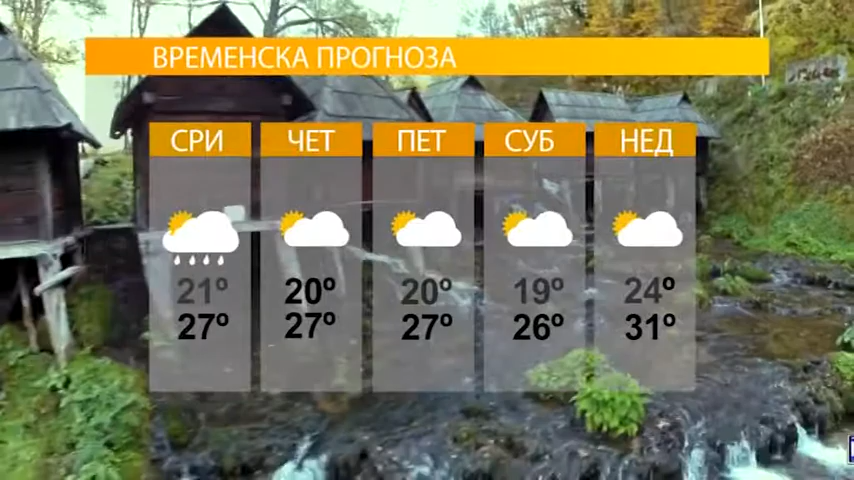 ВРЕМЕНСКА ПРОГНОЗА
СРИ ЧЕТ ПЕТ СУБ НЕД
21º 20º 20º 19º 24º
27º 27º 27º 26º 31º